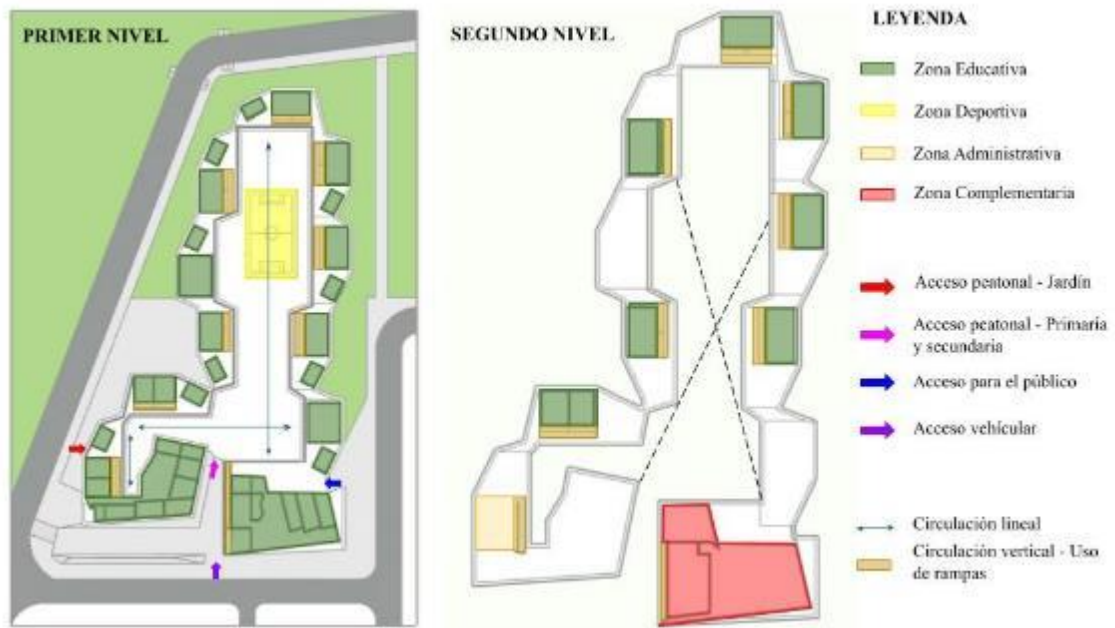 PRIMER NIVEL
SEGUNDO NIVEL
LEYENDA
Zona Educativa
Zona Deportiva
Zona Administrativa
Zona Complementaria
Acceso peatonal - Jardín
Acceso peatonal - Primaria
y secundaria
Acceso para el público
Acceso vehícular
Circulación lineal
Circulación vertical - Uso
de rampas